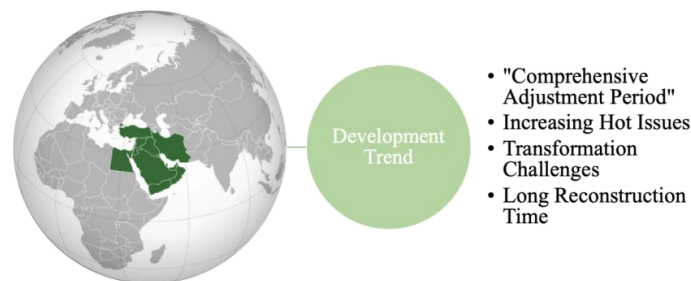 Development
Trend
• "Comprehensive
Adjustment Period"
• Increasing Hot Issues
• Transformation
Challenges
• Long Reconstruction
Time